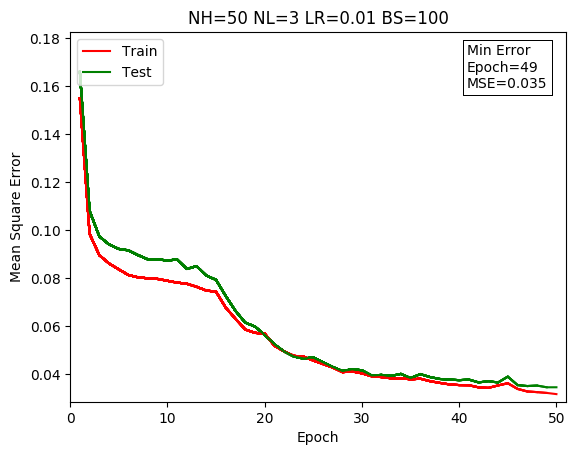 NH=50 NL=3 LR=0.01 BS=100
Train
Test
Min Error
Epoch=49
MSE=0.035
Mean Square Error
0.18
0.16
0.14
0.12
0.10
0.08
0.06
0.04
0
10
20
30
40
50
Epoch